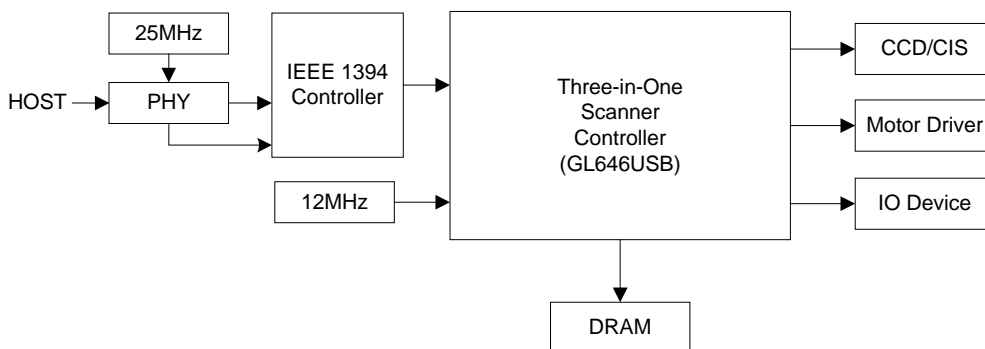 25MHz
HOST
PHY
IEEE 1394
Controller
12MHz
Three-in-One
Scanner
Controller
(GL646USB)
CCD/CIS
Motor Driver
IO Device
DRAM